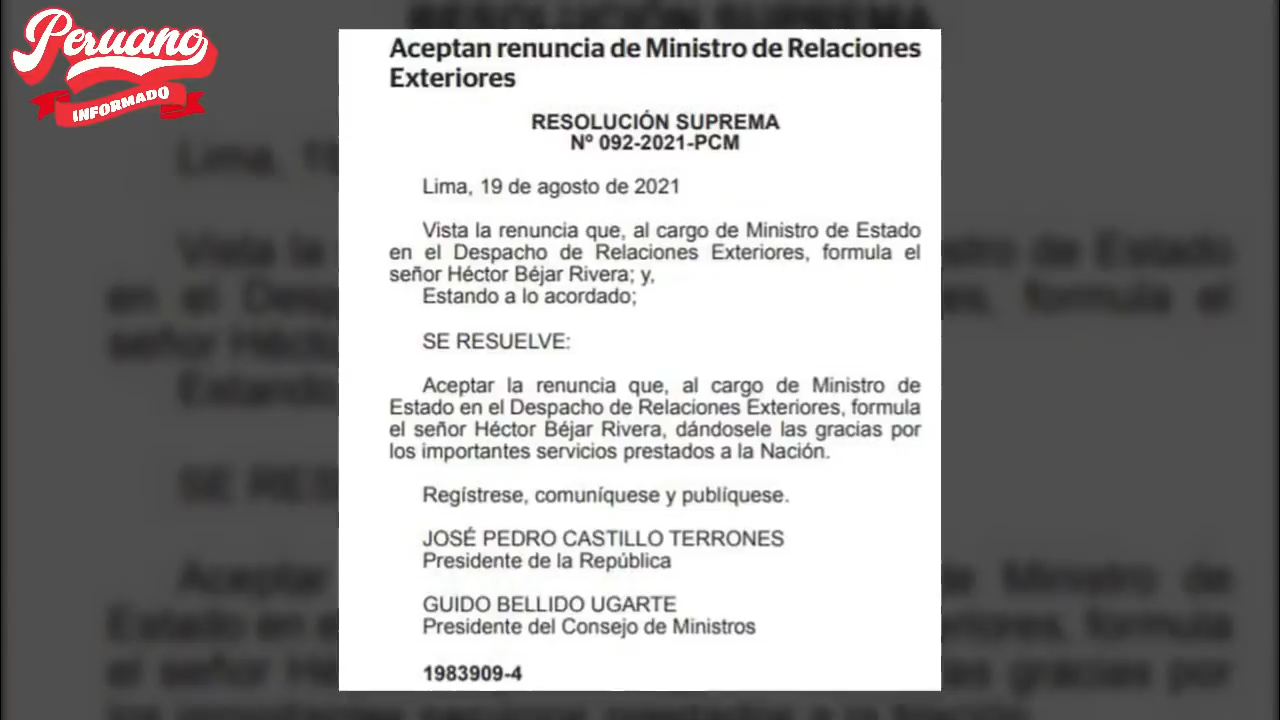 Peruano
INFORMADO
Aceptan renuncia de Ministro de Relaciones
Exteriores
RESOLUCIÓN SUPREMA
Nº 092-2021-PCM
Lima, 19 de agosto de 2021
Vista la renuncia que, al cargo de Ministro de Estado
en el Despacho de Relaciones Exteriores, formula el
señor Héctor Béjar Rivera; y,
Estando a lo acordado;
SE RESUELVE:
Aceptar la renuncia que, al cargo de Ministro de
Estado en el Despacho de Relaciones Exteriores, formula
el señor Héctor Béjar Rivera, dándosele las gracias por
los importantes servicios prestados a la Nación.
Regístrese, comuníquese y publíquese.
JOSÉ PEDRO CASTILLO TERRONES
Presidente de la República
GUIDO BELLIDO UGARTE
Presidente del Consejo de Ministros
1983909-4